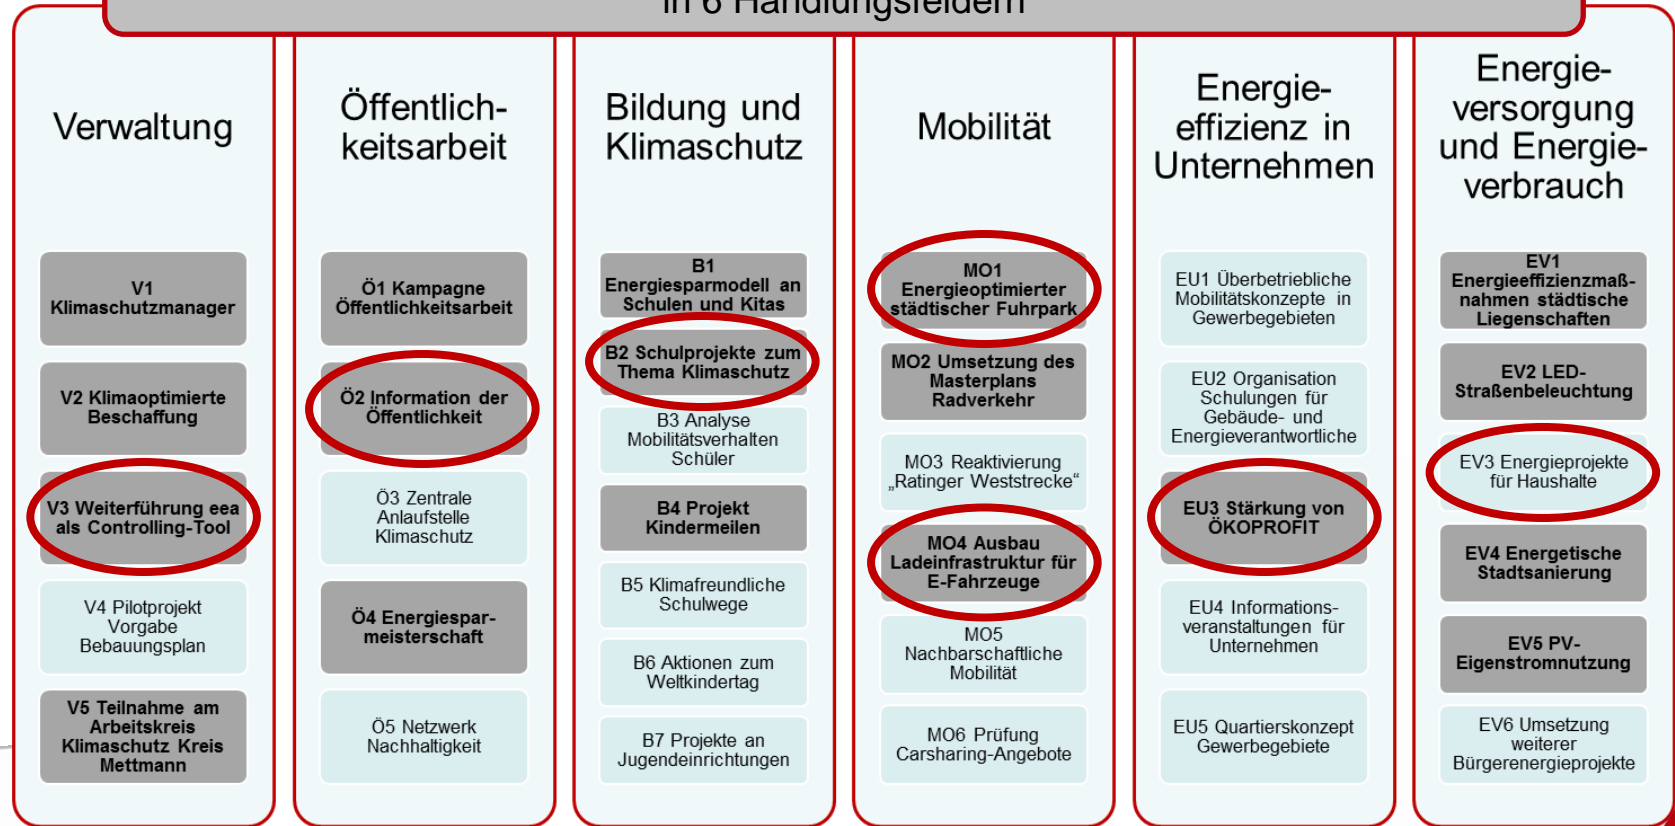 in 6 Handlungsfeldern
Verwaltung
V1
Klimaschutzmanager
V2 Klimaoptimierte
Beschaffung
V3 Weiterführung eea
als Controlling-Tool
V4 Pilotprojekt
Vorgabe
Bebauungsplan
V5 Teilnahme am
Arbeitskreis
Klimaschutz Kreis
Mettmann
Öffentlich-
keitsarbeit
Ö1 Kampagne
Öffentlichkeitsarbeit
Ö2 Information der
Öffentlichkeit
Ö3 Zentrale
Anlaufstelle
Klimaschutz
Ö4 Energiespar-
meisterschaft
Ö5 Netzwerk
Nachhaltigkeit
Bildung und
Klimaschutz
B1
Energiesparmodell an
Schulen und Kitas
B2 Schulprojekte zum
Thema Klimaschutz
B3 Analyse
Mobilitätsverhalten
Schüler
B4 Projekt
Kindermeilen
B5 Klimafreundliche
Schulwege
B6 Aktionen zum
Weltkindertag
B7 Projekte an
Jugendeinrichtungen
Mobilität
MO1
Energieoptimierter
städtischer Fuhrpark
MO2 Umsetzung des
Masterplans
Radverkehr
MO3 Reaktivierung
„Ratinger Weststrecke“
MO4 Ausbau
Ladeinfrastruktur für
E-Fahrzeuge
MO5
Nachbarschaftliche
Mobilität
MO6 Prüfung
Carsharing-Angebote
Energie-
effizienz in
Unternehmen
EU1 Überbetriebliche
Mobilitätskonzepte in
Gewerbegebieten
EU2 Organisation
Schulungen für
Gebäude- und
Energieverantwortliche
EU3 Stärkung von
ÖKOPROFIT
EU4 Informations-
veranstaltungen für
Unternehmen
EU5 Quartierskonzept
Gewerbegebiete
Energie-
versorgung
und Energie-
verbrauch
EV1
Energieeffizienzmaß-
nahmen städtische
Liegenschaften
EV2 LED-
Straßenbeleuchtung
EV3 Energieprojekte
für Haushalte
EV4 Energetische
Stadtsanierung
EV5 PV-
Eigenstromnutzung
EV6 Umsetzung
weiterer
Bürgerenergieprojekte